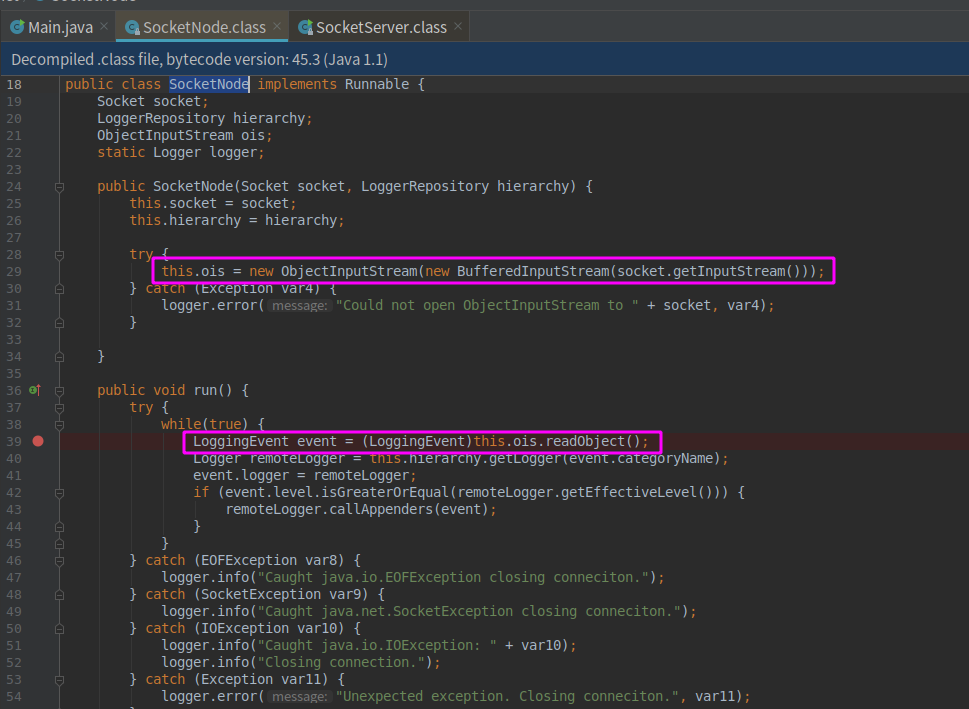 Main.java × SocketNode.class × SocketServer.class ×
Decompiled .class file, bytecode version: 45.3 (Java 1.1)
18 public class SocketNode implements Runnable {
19 Socket socket;
20 LoggerRepository hierarchy;
21 ObjectInputStream ois;
22 static Logger logger;
23
24 public SocketNode(Socket socket, LoggerRepository hierarchy) {
25 this.socket = socket;
26 this.hierarchy = hierarchy;
27
28 try {
29 this.ois = new ObjectInputStream(new BufferedInputStream(socket.getInputStream()));
30 } catch (Exception var4) {
31 logger.error( message: "Could not open ObjectInputStream to " + socket, var4);
32 }
33
34 }
35
36 public void run() {
37 try {
38 while(true) {
39 LoggingEvent event = (LoggingEvent)this.ois.readObject();
40 Logger remoteLogger = this.hierarchy.getLogger(event.categoryName);
41 event.logger = remoteLogger;
42 if (event.level.isGreaterOrEqual(remoteLogger.getEffectiveLevel())) {
43 remoteLogger.callAppenders(event);
44 }
45 }
46 } catch (EOFException var8) {
47 logger.info("Caught java.io.EOFException closing conneciton.");
48 } catch (SocketException var9) {
49 logger.info("Caught java.net.SocketException closing conneciton.");
50 } catch (IOException var10) {
51 logger.info("Caught java.io.IOException: " + var10);
52 logger.info("Closing connection.");
53 } catch (Exception var11) {
54 logger.error( message: "Unexpected exception. Closing conneciton.", var11);